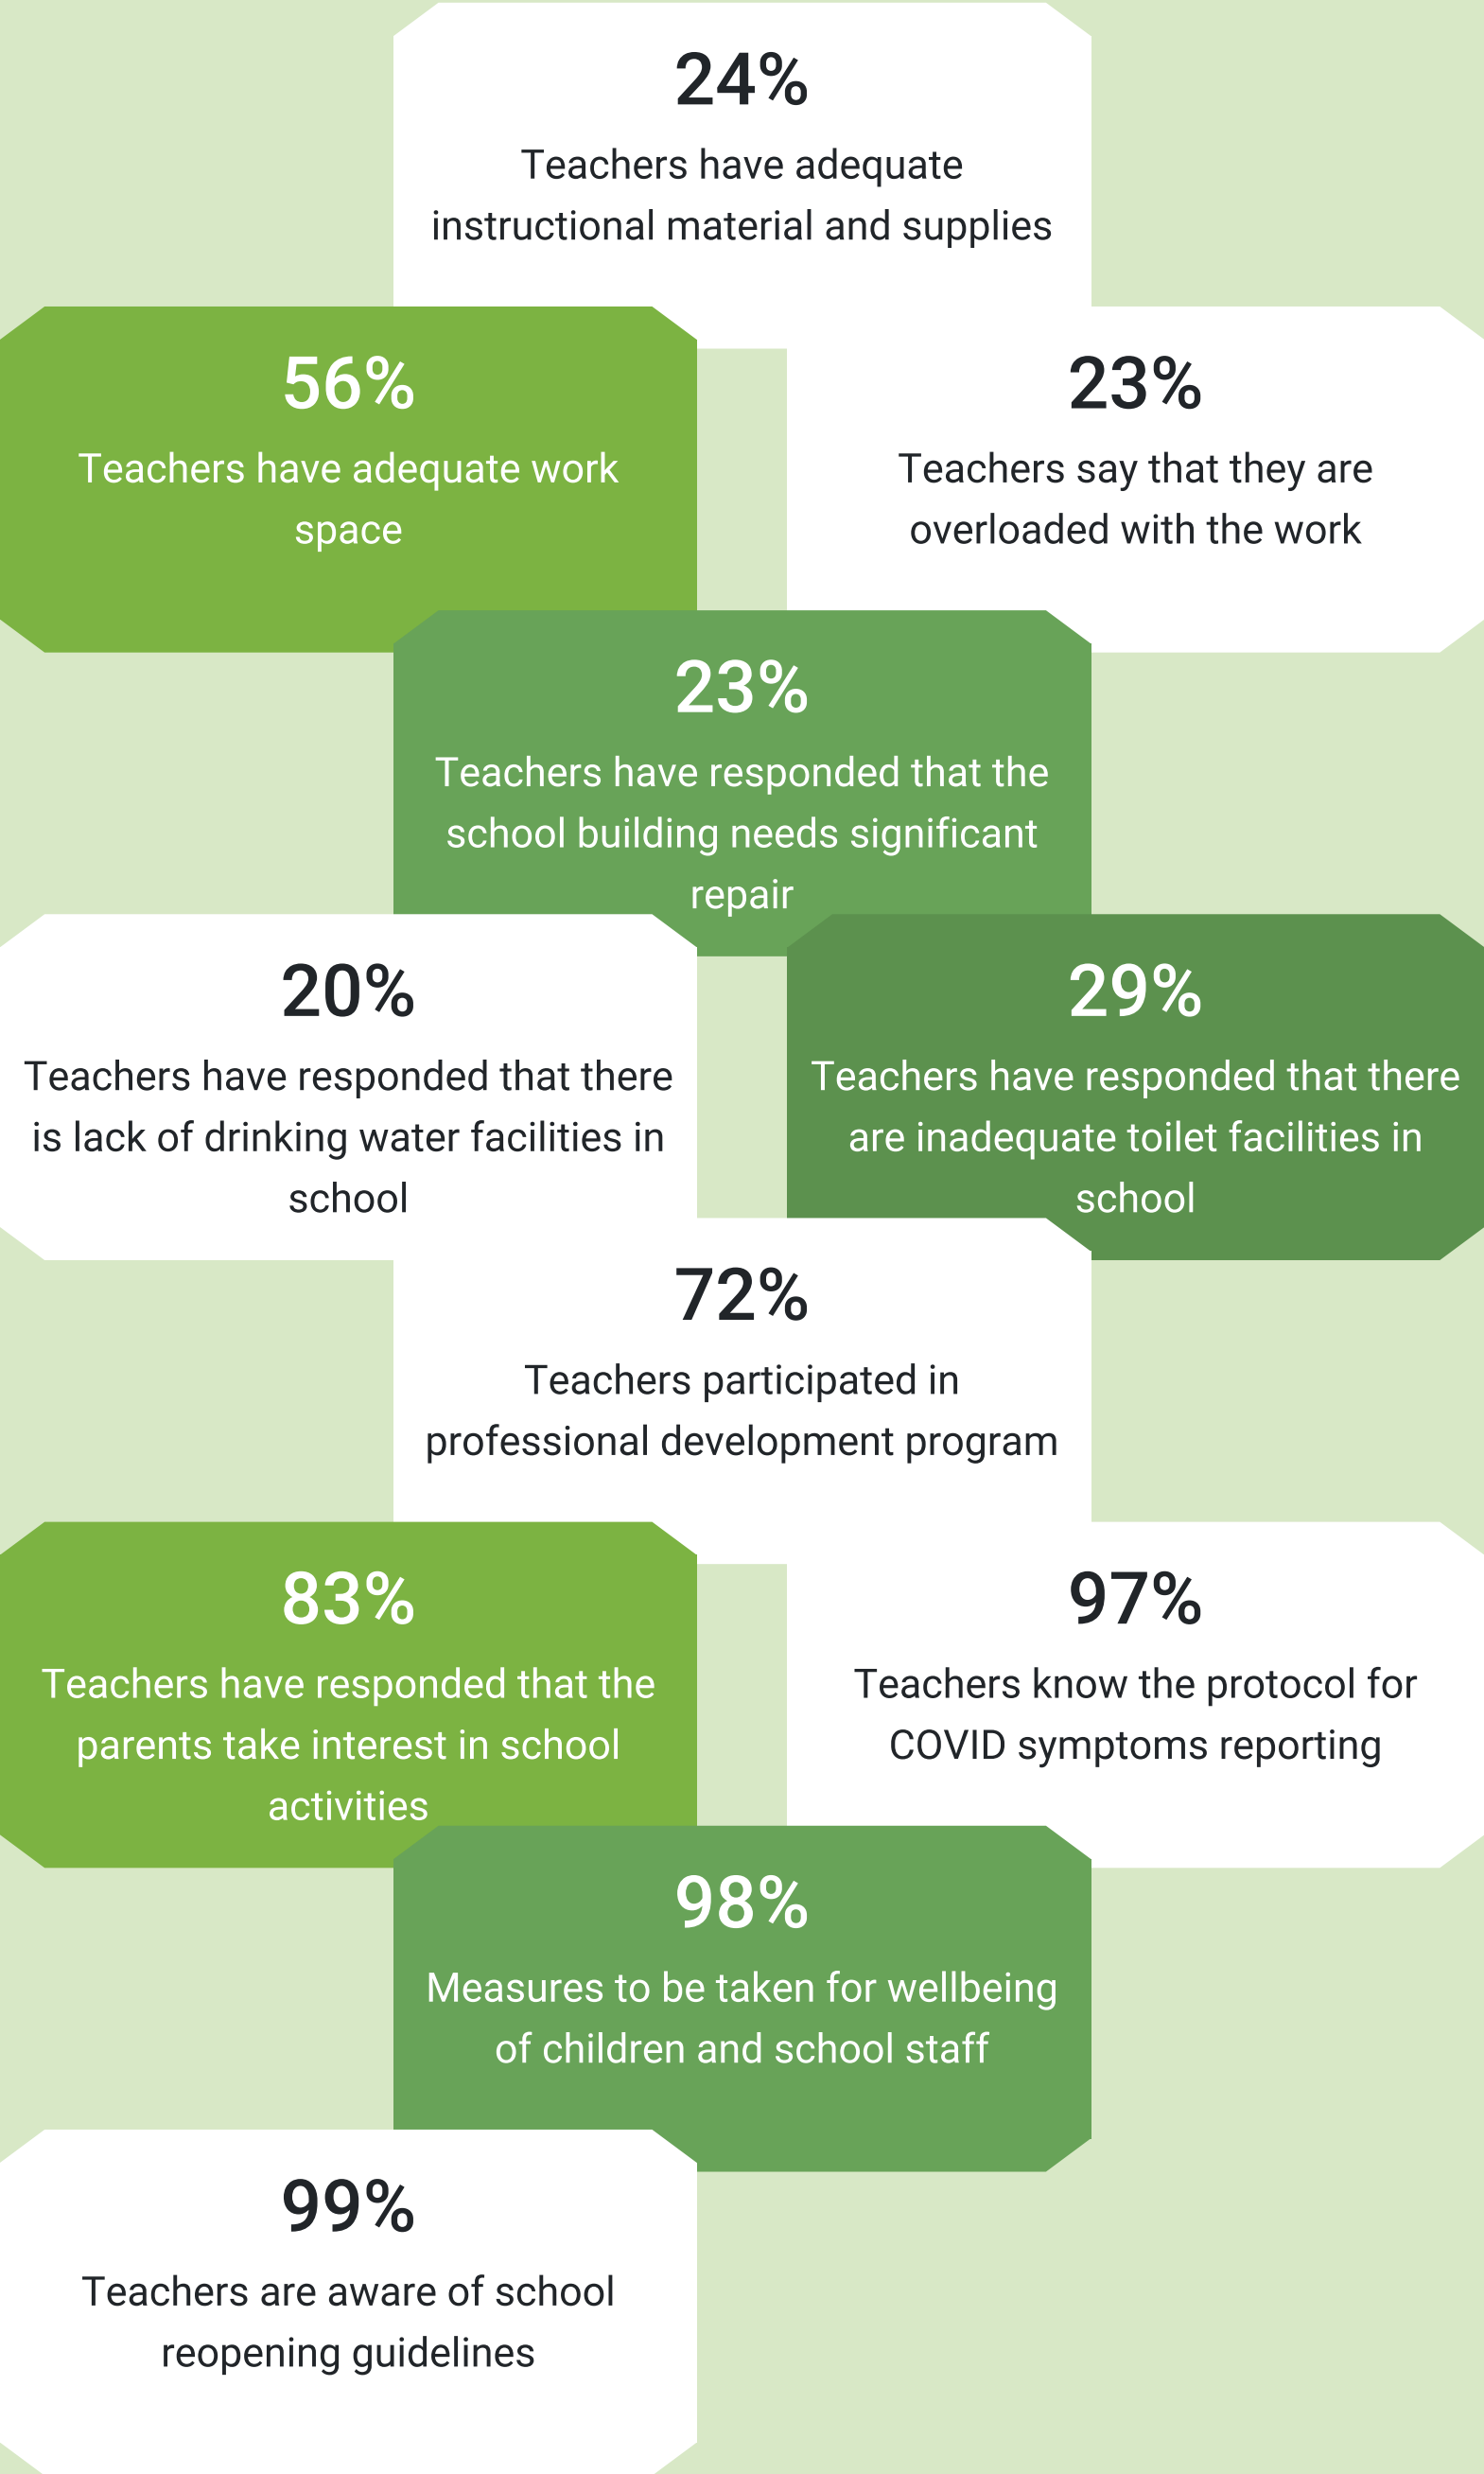 24%
Teachers have adequate
instructional material and supplies
56%
Teachers have adequate work
space
23%
Teachers say that they are
overloaded with the work
23%
Teachers have responded that the
school building needs significant
repair
20%
Teachers have responded that there
is lack of drinking water facilities in
school
29%
Teachers have responded that there
are inadequate toilet facilities in
school
72%
Teachers participated in
professional development program
83%
Teachers have responded that the
parents take interest in school
activities
97%
Teachers know the protocol for
COVID symptoms reporting
98%
Measures to be taken for wellbeing
of children and school staff
99%
Teachers are aware of school
reopening guidelines